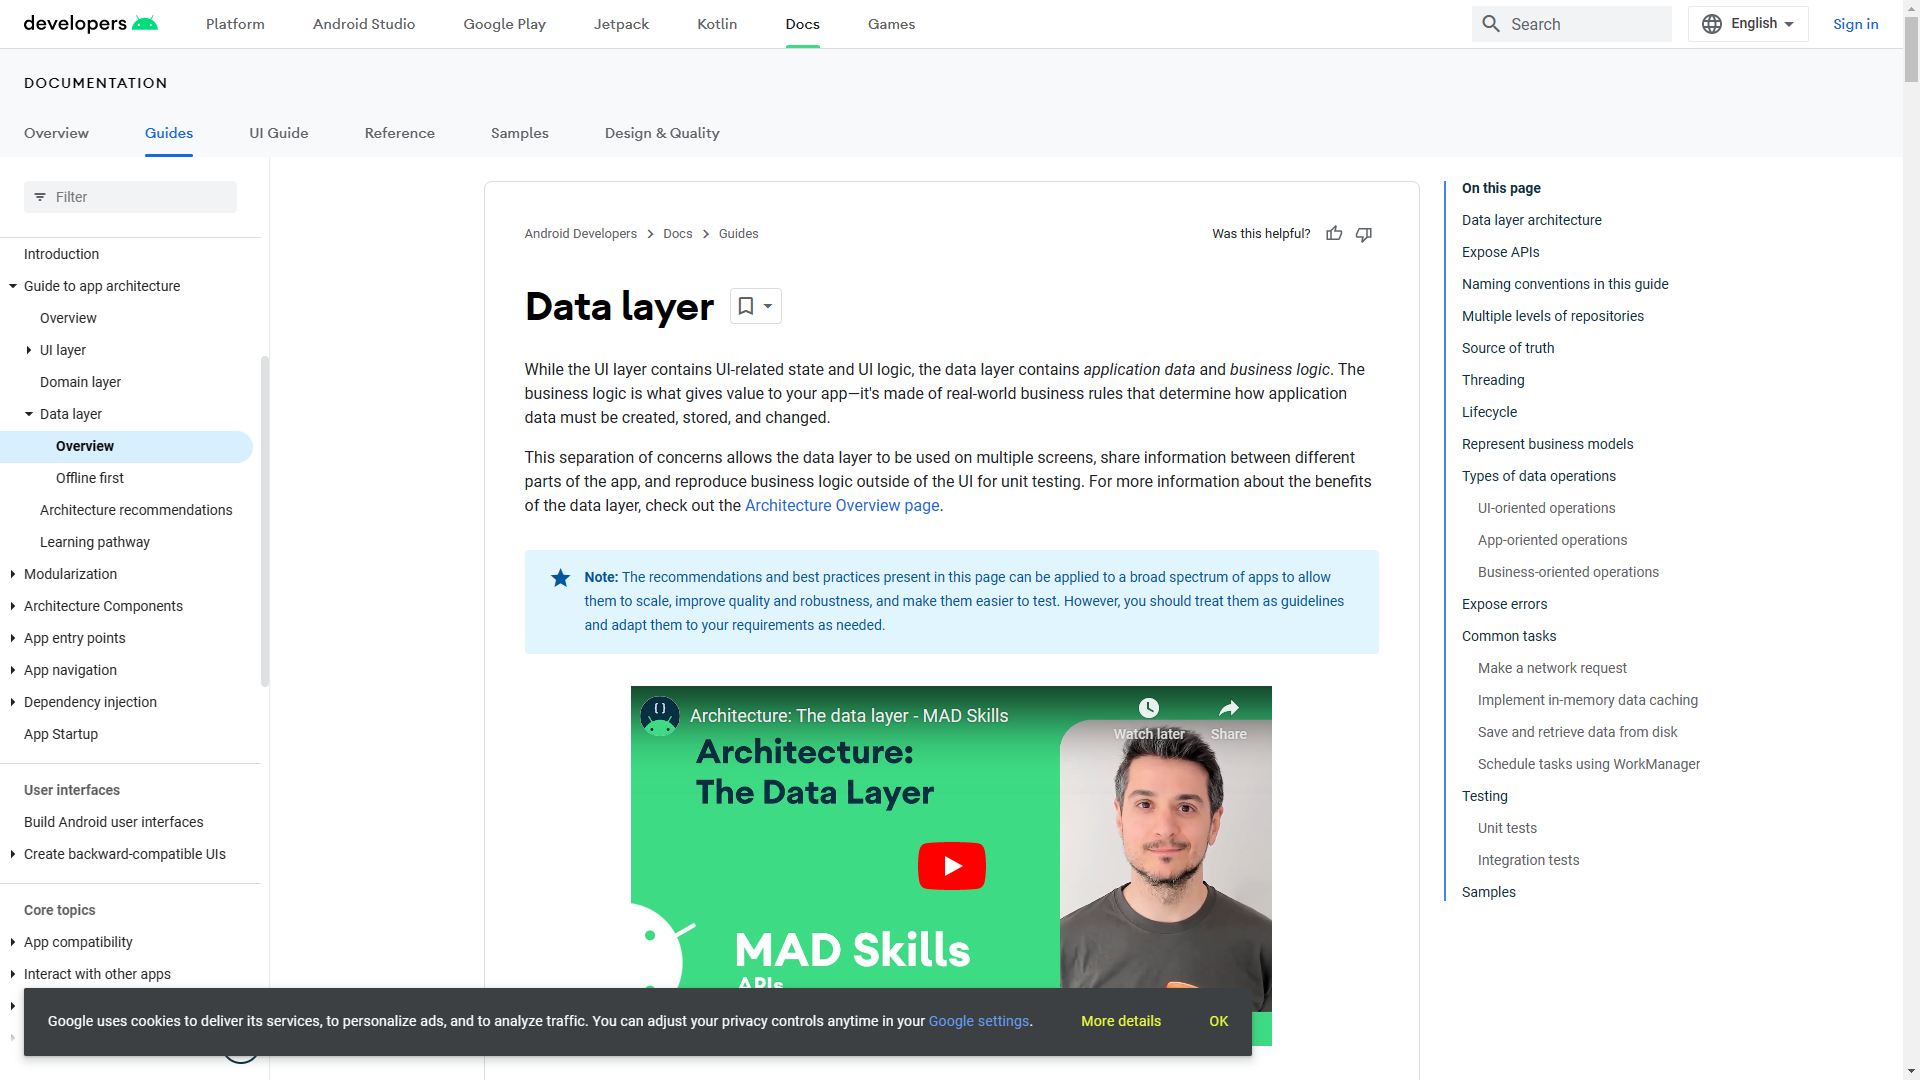 developers
Platform
Android Studio
Google Play
Jetpack
Kotlin
Docs
Games
Search
English
Sign in
DOCUMENTATION
Overview
Guides
UI Guide
Reference
Samples
Design & Quality
Filter
Introduction
Guide to app architecture
Overview
UI layer
Domain layer
Data layer
Overview
Offline first
Architecture recommendations
Learning pathway
Modularization
Architecture Components
App entry points
App navigation
Dependency injection
App Startup
User interfaces
Build Android user interfaces
Create backward-compatible UIs
Core topics
App compatibility
Interact with other apps
Android Developers
Docs
Guides
Was this helpful?
Data layer
While the UI layer contains UI-related state and UI logic, the data layer contains application data and business logic. The
business logic is what gives value to your app—it's made of real-world business rules that determine how application
data must be created, stored, and changed.
This separation of concerns allows the data layer to be used on multiple screens, share information between different
parts of the app, and reproduce business logic outside of the UI for unit testing. For more information about the benefits
of the data layer, check out the Architecture Overview page.
Note: The recommendations and best practices present in this page can be applied to a broad spectrum of apps to allow
them to scale, improve quality and robustness, and make them easier to test. However, you should treat them as guidelines
and adapt them to your requirements as needed.
Architecture: The data layer - MAD Skills
Watch later
Share
Architecture:
The Data Layer
MAD Skills
APIs
On this page
Data layer architecture
Expose APIs
Naming conventions in this guide
Multiple levels of repositories
Source of truth
Threading
Lifecycle
Represent business models
Types of data operations
UI-oriented operations
App-oriented operations
Business-oriented operations
Expose errors
Common tasks
Make a network request
Implement in-memory data caching
Save and retrieve data from disk
Schedule tasks using WorkManager
Testing
Unit tests
Integration tests
Samples
Google uses cookies to deliver its services, to personalize ads, and to analyze traffic. You can adjust your privacy controls anytime in your Google settings.
More details
OK